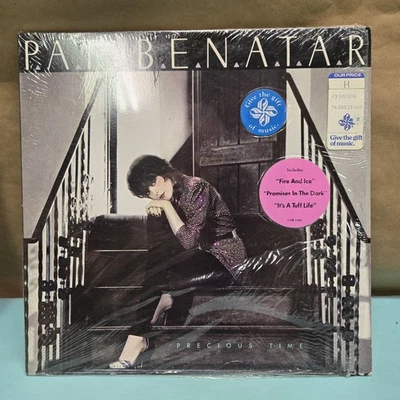 P.A.T. B.E.N.A.T.A.R
OUR PRICE
H
Give the gift
of music.
Give the gift
of music.
Includes
"Fire And Ice"
"Promises In The Dark"
"It's A Tuff Life"
PRECIOUS TIME